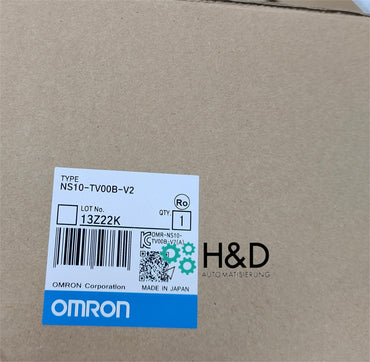 TYPE
NS10-TV00B-V2
Ro
LOT No.
QTY.
13Z22K
1
OMR-NS10-
TV00B-V2(A)
H&D
AUTOMATISIERUNG
OMRON Corporation
MADE IN JAPAN
OMRON